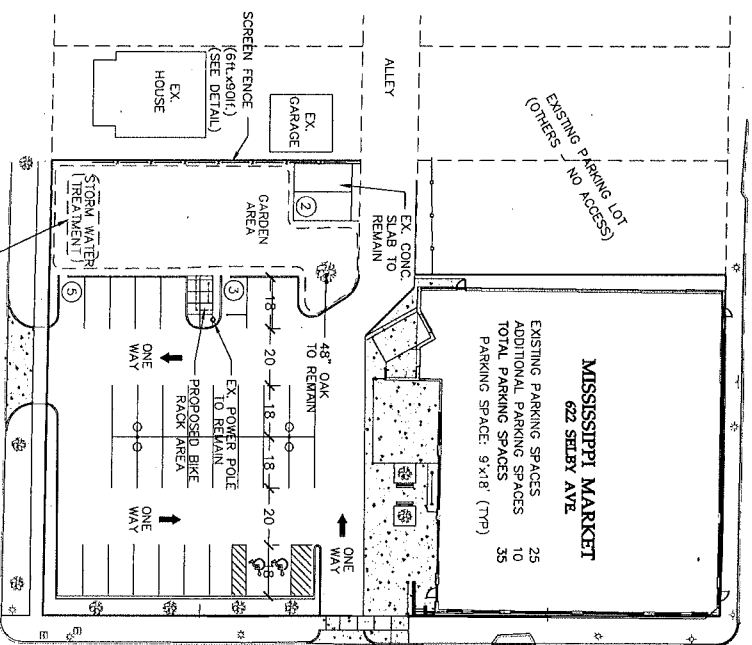 SCREEN FENCE
(6ft.x90lf.)
(SEE DETAIL)
EX.
HOUSE
EX.
GARAGE
ALLEY
EXISTING PARKING LOT
(OTHERS - NO ACCESS)
EX. CONC.
SLAB TO
REMAIN
GARDEN
AREA
2
STORM WATER
TREATMENT
5
3
18
20
18
18
20
18
48" OAK
TO REMAIN
EX. POWER POLE
TO REMAIN
PROPOSED BIKE
RACK AREA
ONE
WAY
ONE
WAY
ONE
WAY
MISSISSIPPI MARKET
622 SELBY AVE.
EXISTING PARKING SPACES 25
ADDITIONAL PARKING SPACES 10
TOTAL PARKING SPACES 35
PARKING SPACE: 9'x18' (TYP)
E
E